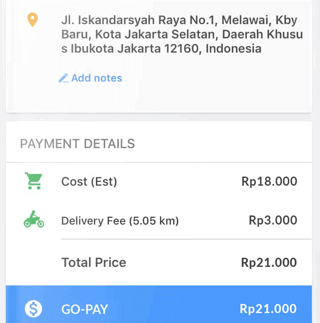 Jl. Iskandarsyah Raya No.1, Melawai, Kby
Baru, Kota Jakarta Selatan, Daerah Khusu
s Ibukota Jakarta 12160, Indonesia
Add notes
PAYMENT DETAILS
Cost (Est) Rp18.000
Delivery Fee (5.05 km) Rp3.000
Total Price Rp21.000
$ GO-PAY Rp21.000